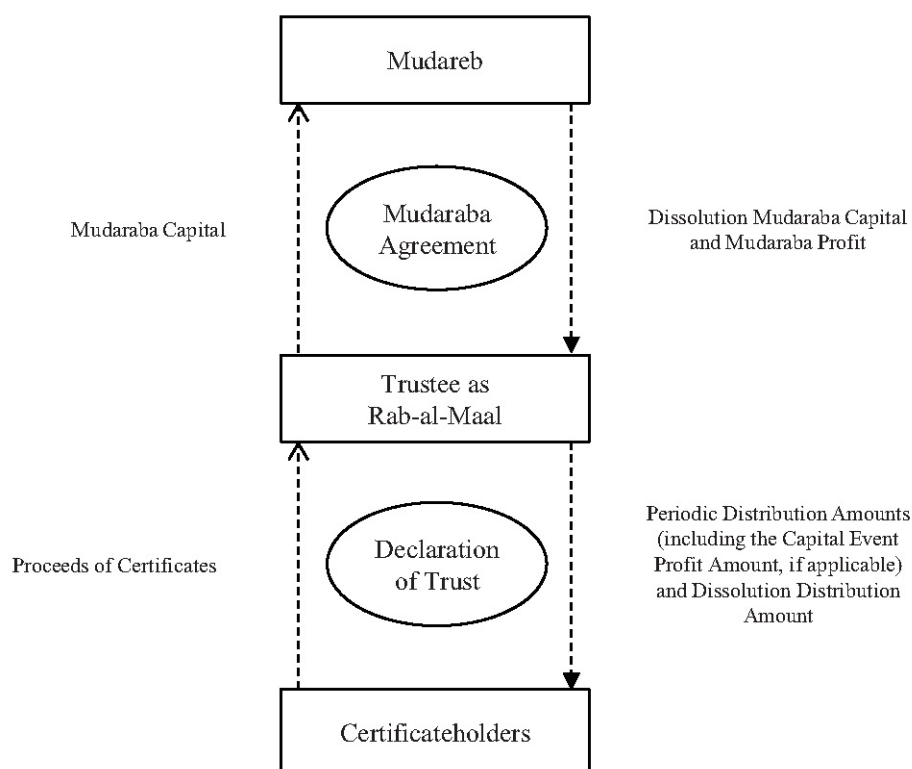 Mudareb
Mudaraba Capital
Mudaraba
Agreement
Dissolution Mudaraba Capital
and Mudaraba Profit
Trustee as
Rab-al-Maal
Proceeds of Certificates
Declaration
of Trust
Periodic Distribution Amounts
(including the Capital Event
Profit Amount, if applicable)
and Dissolution Distribution
Amount
Certificateholders